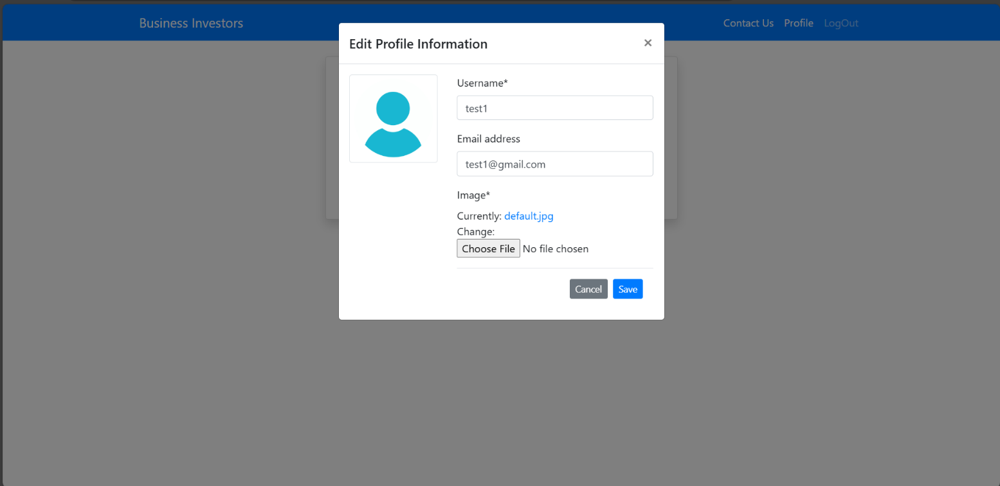 Business Investors
Contact Us Profile LogOut
Edit Profile Information ×
Username*
test1
Email address
test1@gmail.com
Image*
Currently: default.jpg
Change:
Choose File No file chosen
Cancel Save